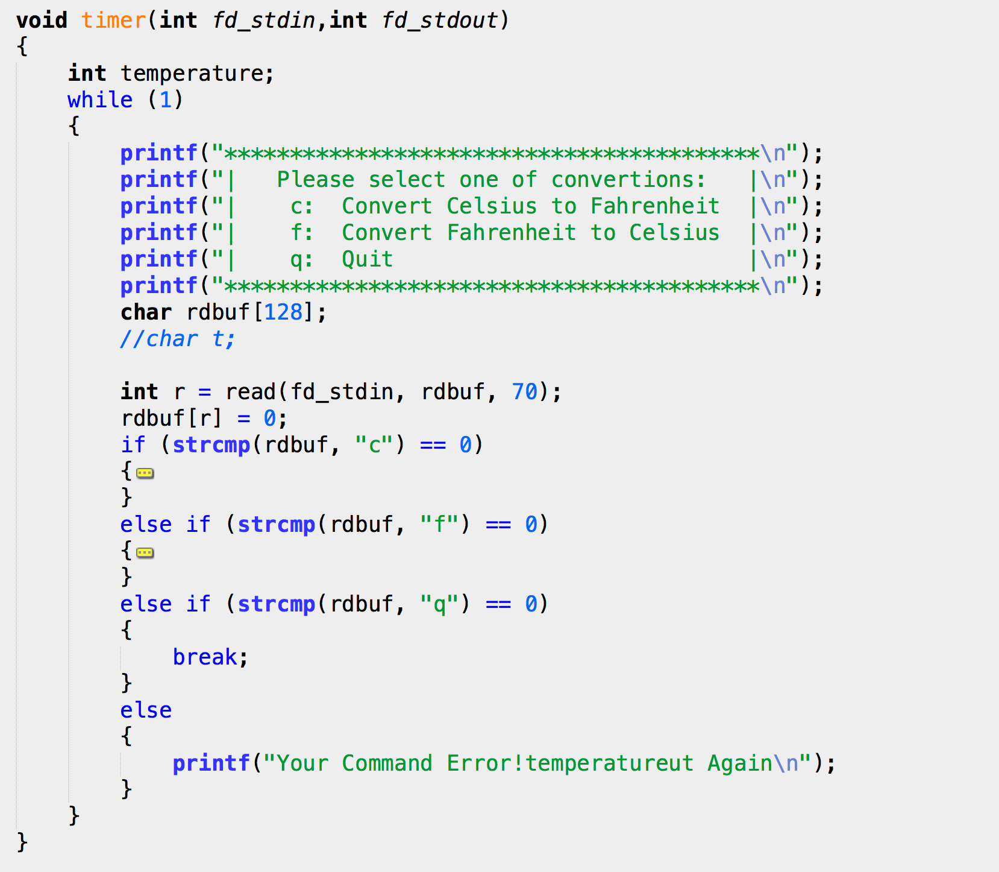 void timer(int fd_stdin,int fd_stdout)
{
    int temperature;
    while (1)
    {
        printf("*****************************************\n");
        printf("|   Please select one of convertions:   |\n");
        printf("|    c:  Convert Celsius to Fahrenheit  |\n");
        printf("|    f:  Convert Fahrenheit to Celsius  |\n");
        printf("|    q:  Quit                           |\n");
        printf("*****************************************\n");
        char rdbuf[128];
        //char t;

        int r = read(fd_stdin, rdbuf, 70);
        rdbuf[r] = 0;
        if (strcmp(rdbuf, "c") == 0)
        {...
        }
        else if (strcmp(rdbuf, "f") == 0)
        {...
        }
        else if (strcmp(rdbuf, "q") == 0)
        {
            break;
        }
        else
        {
            printf("Your Command Error!temperatureut Again\n");
        }
    }
}